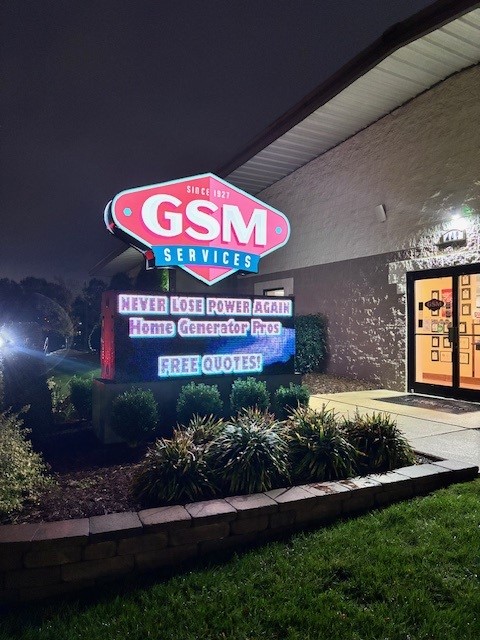 SINCE 1927
GSM
SERVICES
NEVER LOSE POWER AGAIN
Home Generator Pros
FREE QUOTES!